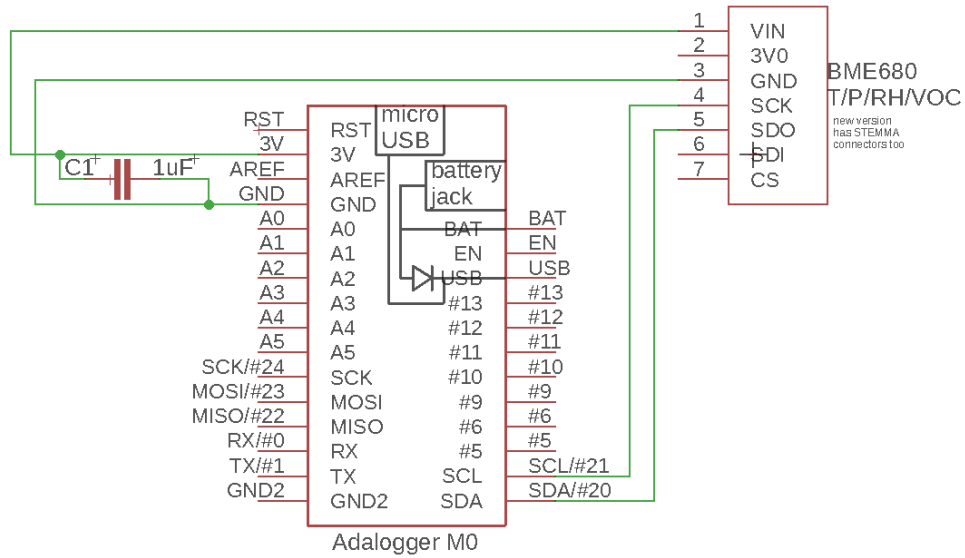 1 VIN
2 3V0
3 GND
4 SCK
5 SDO
6 SDI
7 CS
BME680
T/P/RH/VOC
new version
has STEMMA
connectors too
micro
USB
battery
jack
RST RST
3V 3V
AREF AREF
GND GND
C1 1uF
A0 A0
A1 A1
A2 A2
A3 A3
A4 A4
A5 A5
SCK/#24 SCK
MOSI/#23 MOSI
MISO/#22 MISO
RX/#0 RX
TX/#1 TX
GND2 GND2
BAT BAT
EN EN
USB USB
#13 #13
#12 #12
#11 #11
#10 #10
#9 #9
#6 #6
#5 #5
SCL SCL/#21
SDA SDA/#20
Adalogger M0